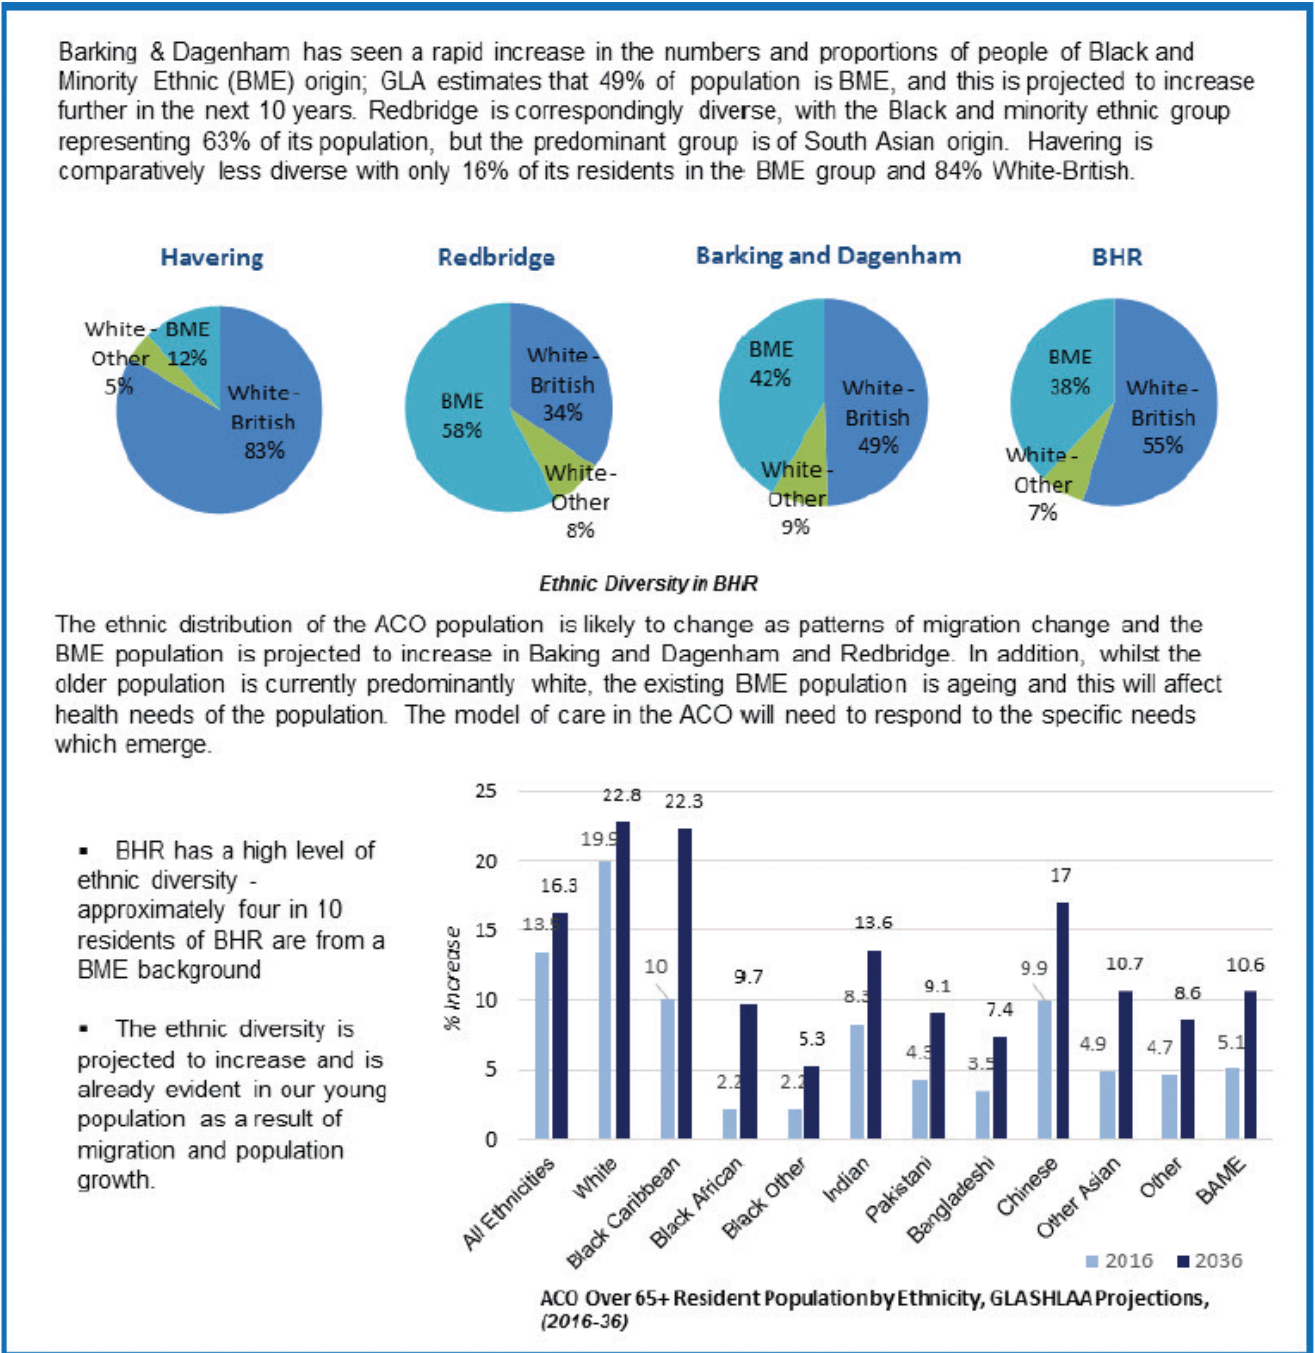 Barking & Dagenham has seen a rapid increase in the numbers and proportions of people of Black and
Minority Ethnic (BME) origin; GLA estimates that 49% of population is BME, and this is projected to increase
further in the next 10 years. Redbridge is correspondingly diverse, with the Black and minority ethnic group
representing 63% of its population, but the predominant group is of South Asian origin. Havering is
comparatively less diverse with only 16% of its residents in the BME group and 84% White-British.
Havering
White - Other 5%
BME 12%
White - British 83%
Redbridge
BME 58%
White - British 34%
White - Other 8%
Barking and Dagenham
BME 42%
White - British 49%
White - Other 9%
BHR
BME 38%
White - British 55%
White - Other 7%
Ethnic Diversity in BHR
The ethnic distribution of the ACO population is likely to change as patterns of migration change and the
BME population is projected to increase in Baking and Dagenham and Redbridge. In addition, whilst the
older population is currently predominantly white, the existing BME population is ageing and this will affect
health needs of the population. The model of care in the ACO will need to respond to the specific needs
which emerge.
▪ BHR has a high level of
ethnic diversity -
approximately four in 10
residents of BHR are from a
BME background
▪ The ethnic diversity is
projected to increase and is
already evident in our young
population as a result of
migration and population
growth.
% Increase
25
20
15
10
5
0
13.5 16.3
19.9 22.8
10 22.3
2.2 9.7
2.2 5.3
8.3 13.6
4.3 9.1
3.5 7.4
9.9 17
4.9 10.7
4.7 8.6
5.1 10.6
All Ethnicities
White
Black Caribbean
Black African
Black Other
Indian
Pakistani
Bangladeshi
Chinese
Other Asian
Other
BAME
2016 2036
ACO Over 65+ Resident Population by Ethnicity, GLA SHLAA Projections,
(2016-36)